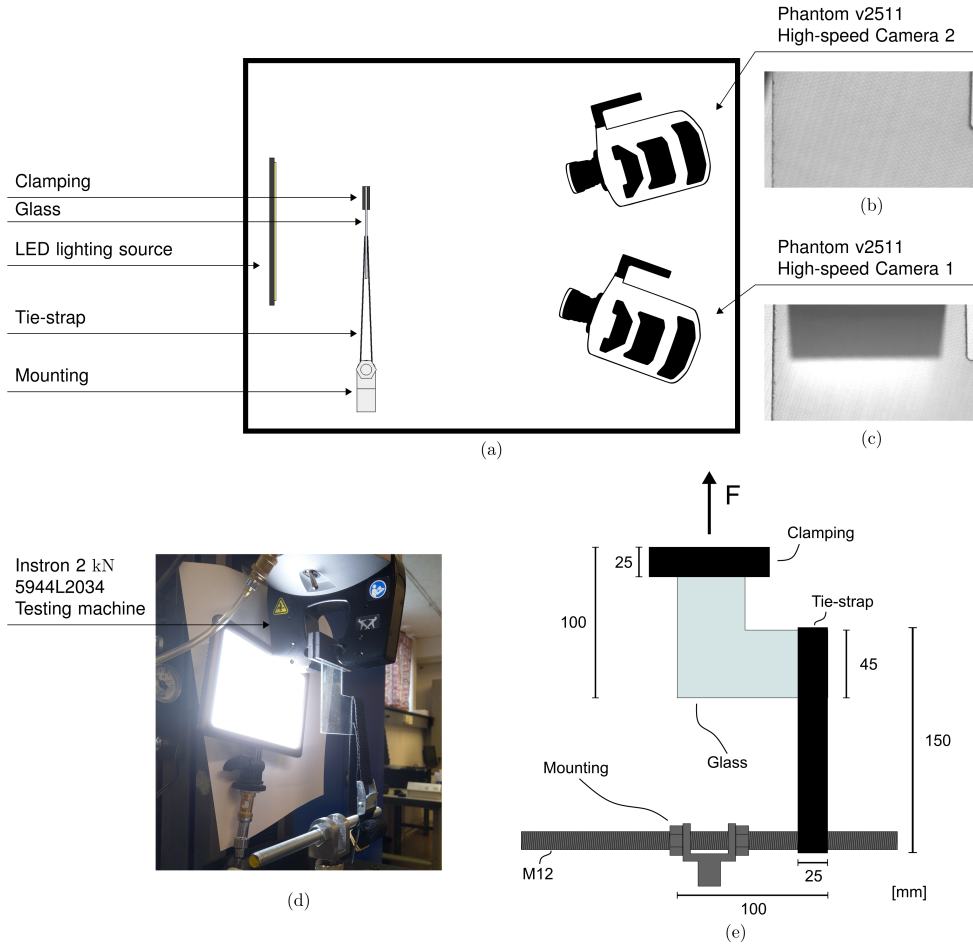 Phantom v2511
High-speed Camera 2
(b)
Clamping
Glass
LED lighting source
Tie-strap
Mounting
Phantom v2511
High-speed Camera 1
(c)
(a)
Instron 2 kN
5944L2034
Testing machine
(d)
F
Clamping
25
100
Tie-strap
45
150
Glass
Mounting
M12
25
100
[mm]
(e)